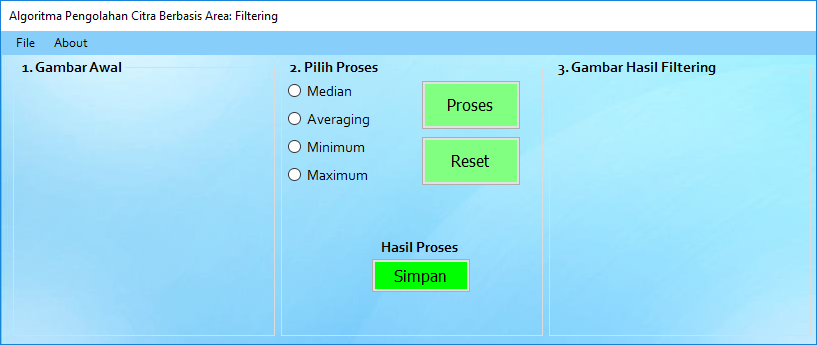 Algoritma Pengolahan Citra Berbasis Area: Filtering
File About
1. Gambar Awal
2. Pilih Proses
Median
Averaging
Minimum
Maximum
Proses
Reset
Hasil Proses
Simpan
3. Gambar Hasil Filtering